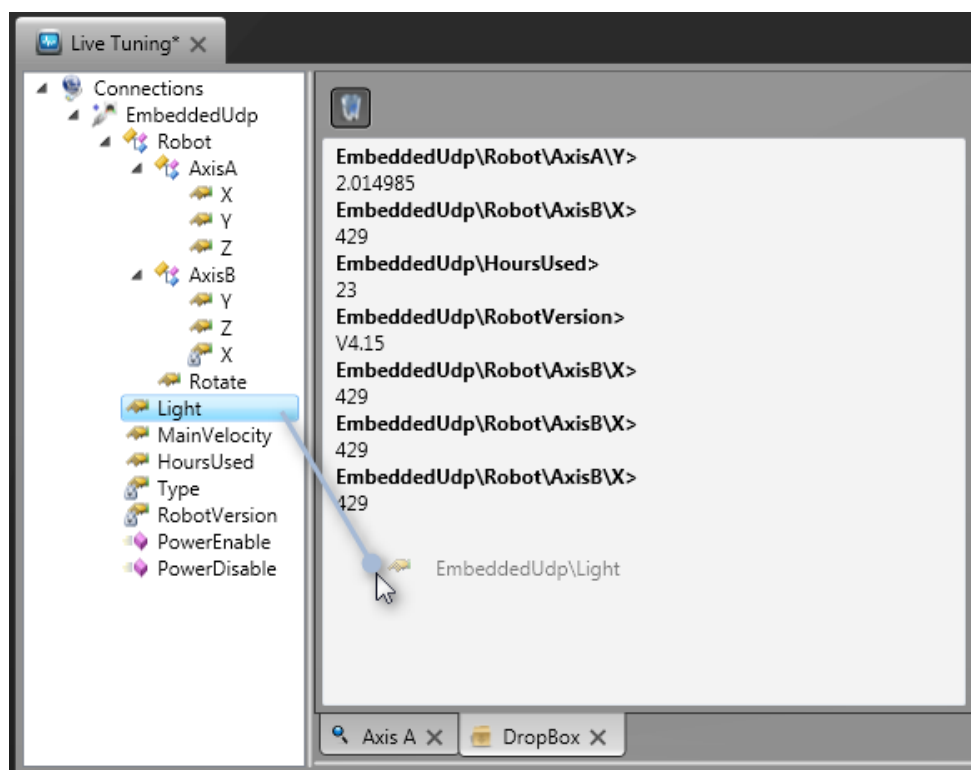 Live Tuning*
Connections
EmbeddedUdp
Robot
AxisA
X
Y
Z
AxisB
Y
Z
X
Rotate
Light
MainVelocity
HoursUsed
Type
RobotVersion
PowerEnable
PowerDisable
EmbeddedUdp\Robot\AxisA\Y>
2.014985
EmbeddedUdp\Robot\AxisB\X>
429
EmbeddedUdp\HoursUsed>
23
EmbeddedUdp\RobotVersion>
V4.15
EmbeddedUdp\Robot\AxisB\X>
429
EmbeddedUdp\Robot\AxisB\X>
429
EmbeddedUdp\Robot\AxisB\X>
429
EmbeddedUdp\Light
Axis A
DropBox